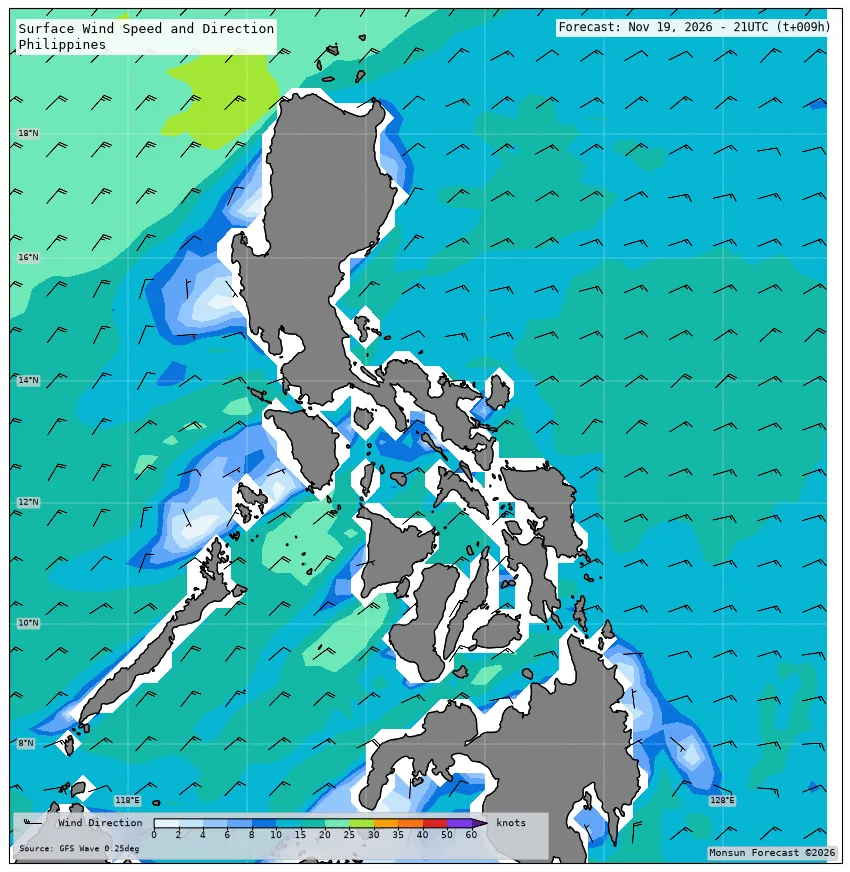 Surface Wind Speed and Direction
Philippines
Forecast: Nov 19, 2026 - 21UTC (t+009h)
18°N
16°N
14°N
12°N
10°N
8°N
118°E
128°E
Wind Direction
knots
0 2 4 6 8 10 15 20 25 30 35 40 50 60
Source: GFS Wave 0.25deg
Monsun Forecast ©2026